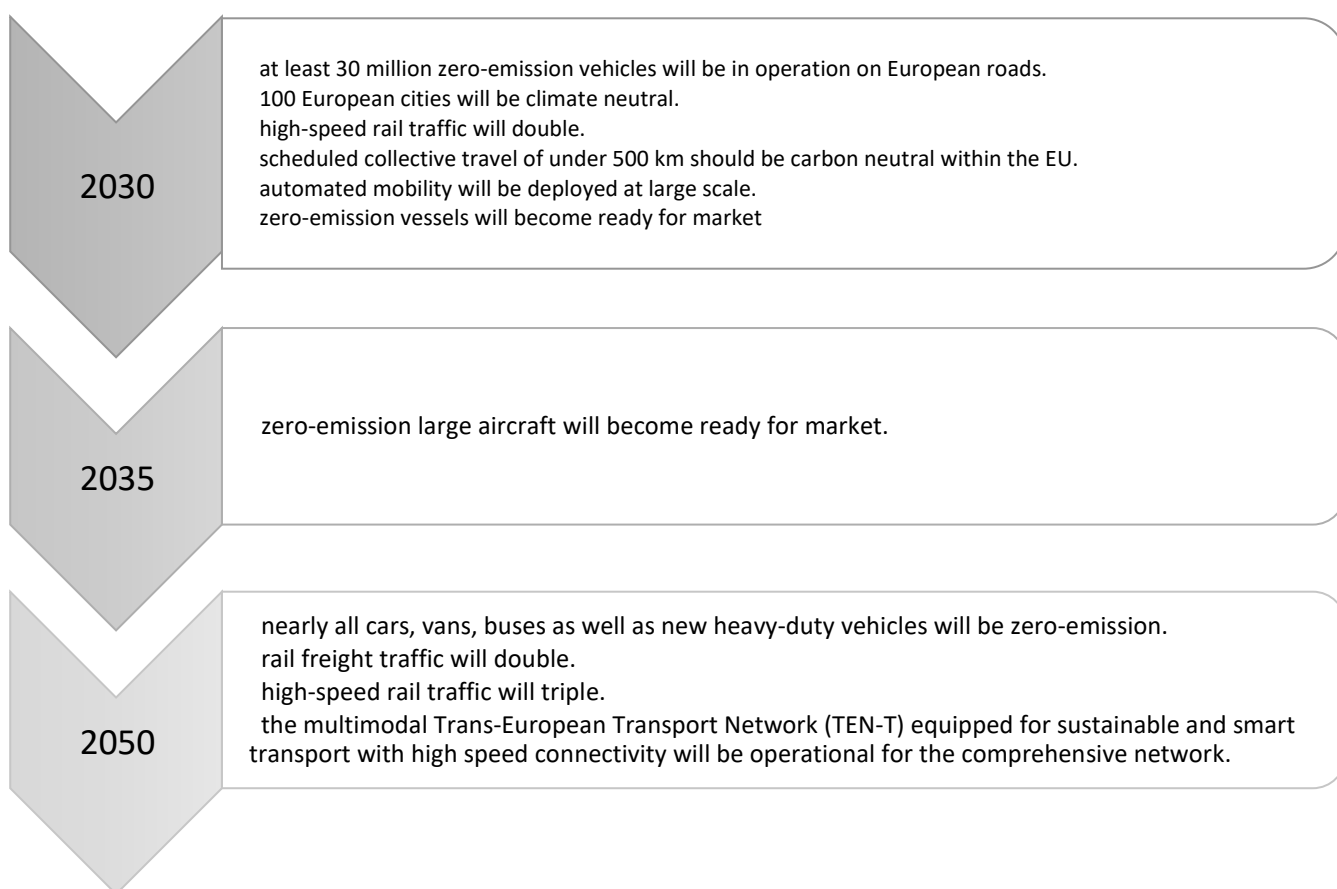 2030
at least 30 million zero-emission vehicles will be in operation on European roads.
100 European cities will be climate neutral.
high-speed rail traffic will double.
scheduled collective travel of under 500 km should be carbon neutral within the EU.
automated mobility will be deployed at large scale.
zero-emission vessels will become ready for market
2035
zero-emission large aircraft will become ready for market.
2050
nearly all cars, vans, buses as well as new heavy-duty vehicles will be zero-emission.
rail freight traffic will double.
high-speed rail traffic will triple.
the multimodal Trans-European Transport Network (TEN-T) equipped for sustainable and smart
transport with high speed connectivity will be operational for the comprehensive network.